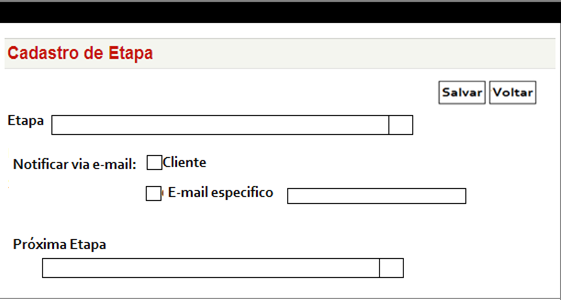 Cadastro de Etapa
Salvar Voltar
Etapa
Notificar via e-mail: Cliente
E-mail especifico
Próxima Etapa